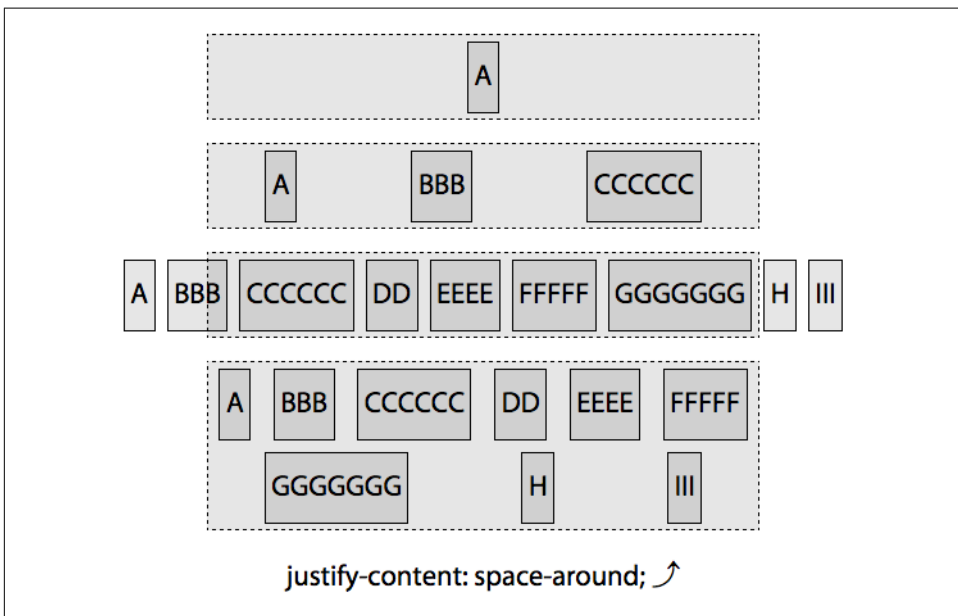 A
A BBB CCCCCC
A BBB CCCCCC DD EEEE FFFFF GGGGGGG H III
A BBB CCCCCC DD EEEE FFFFF
GGGGGGG H III
justify-content: space-around;